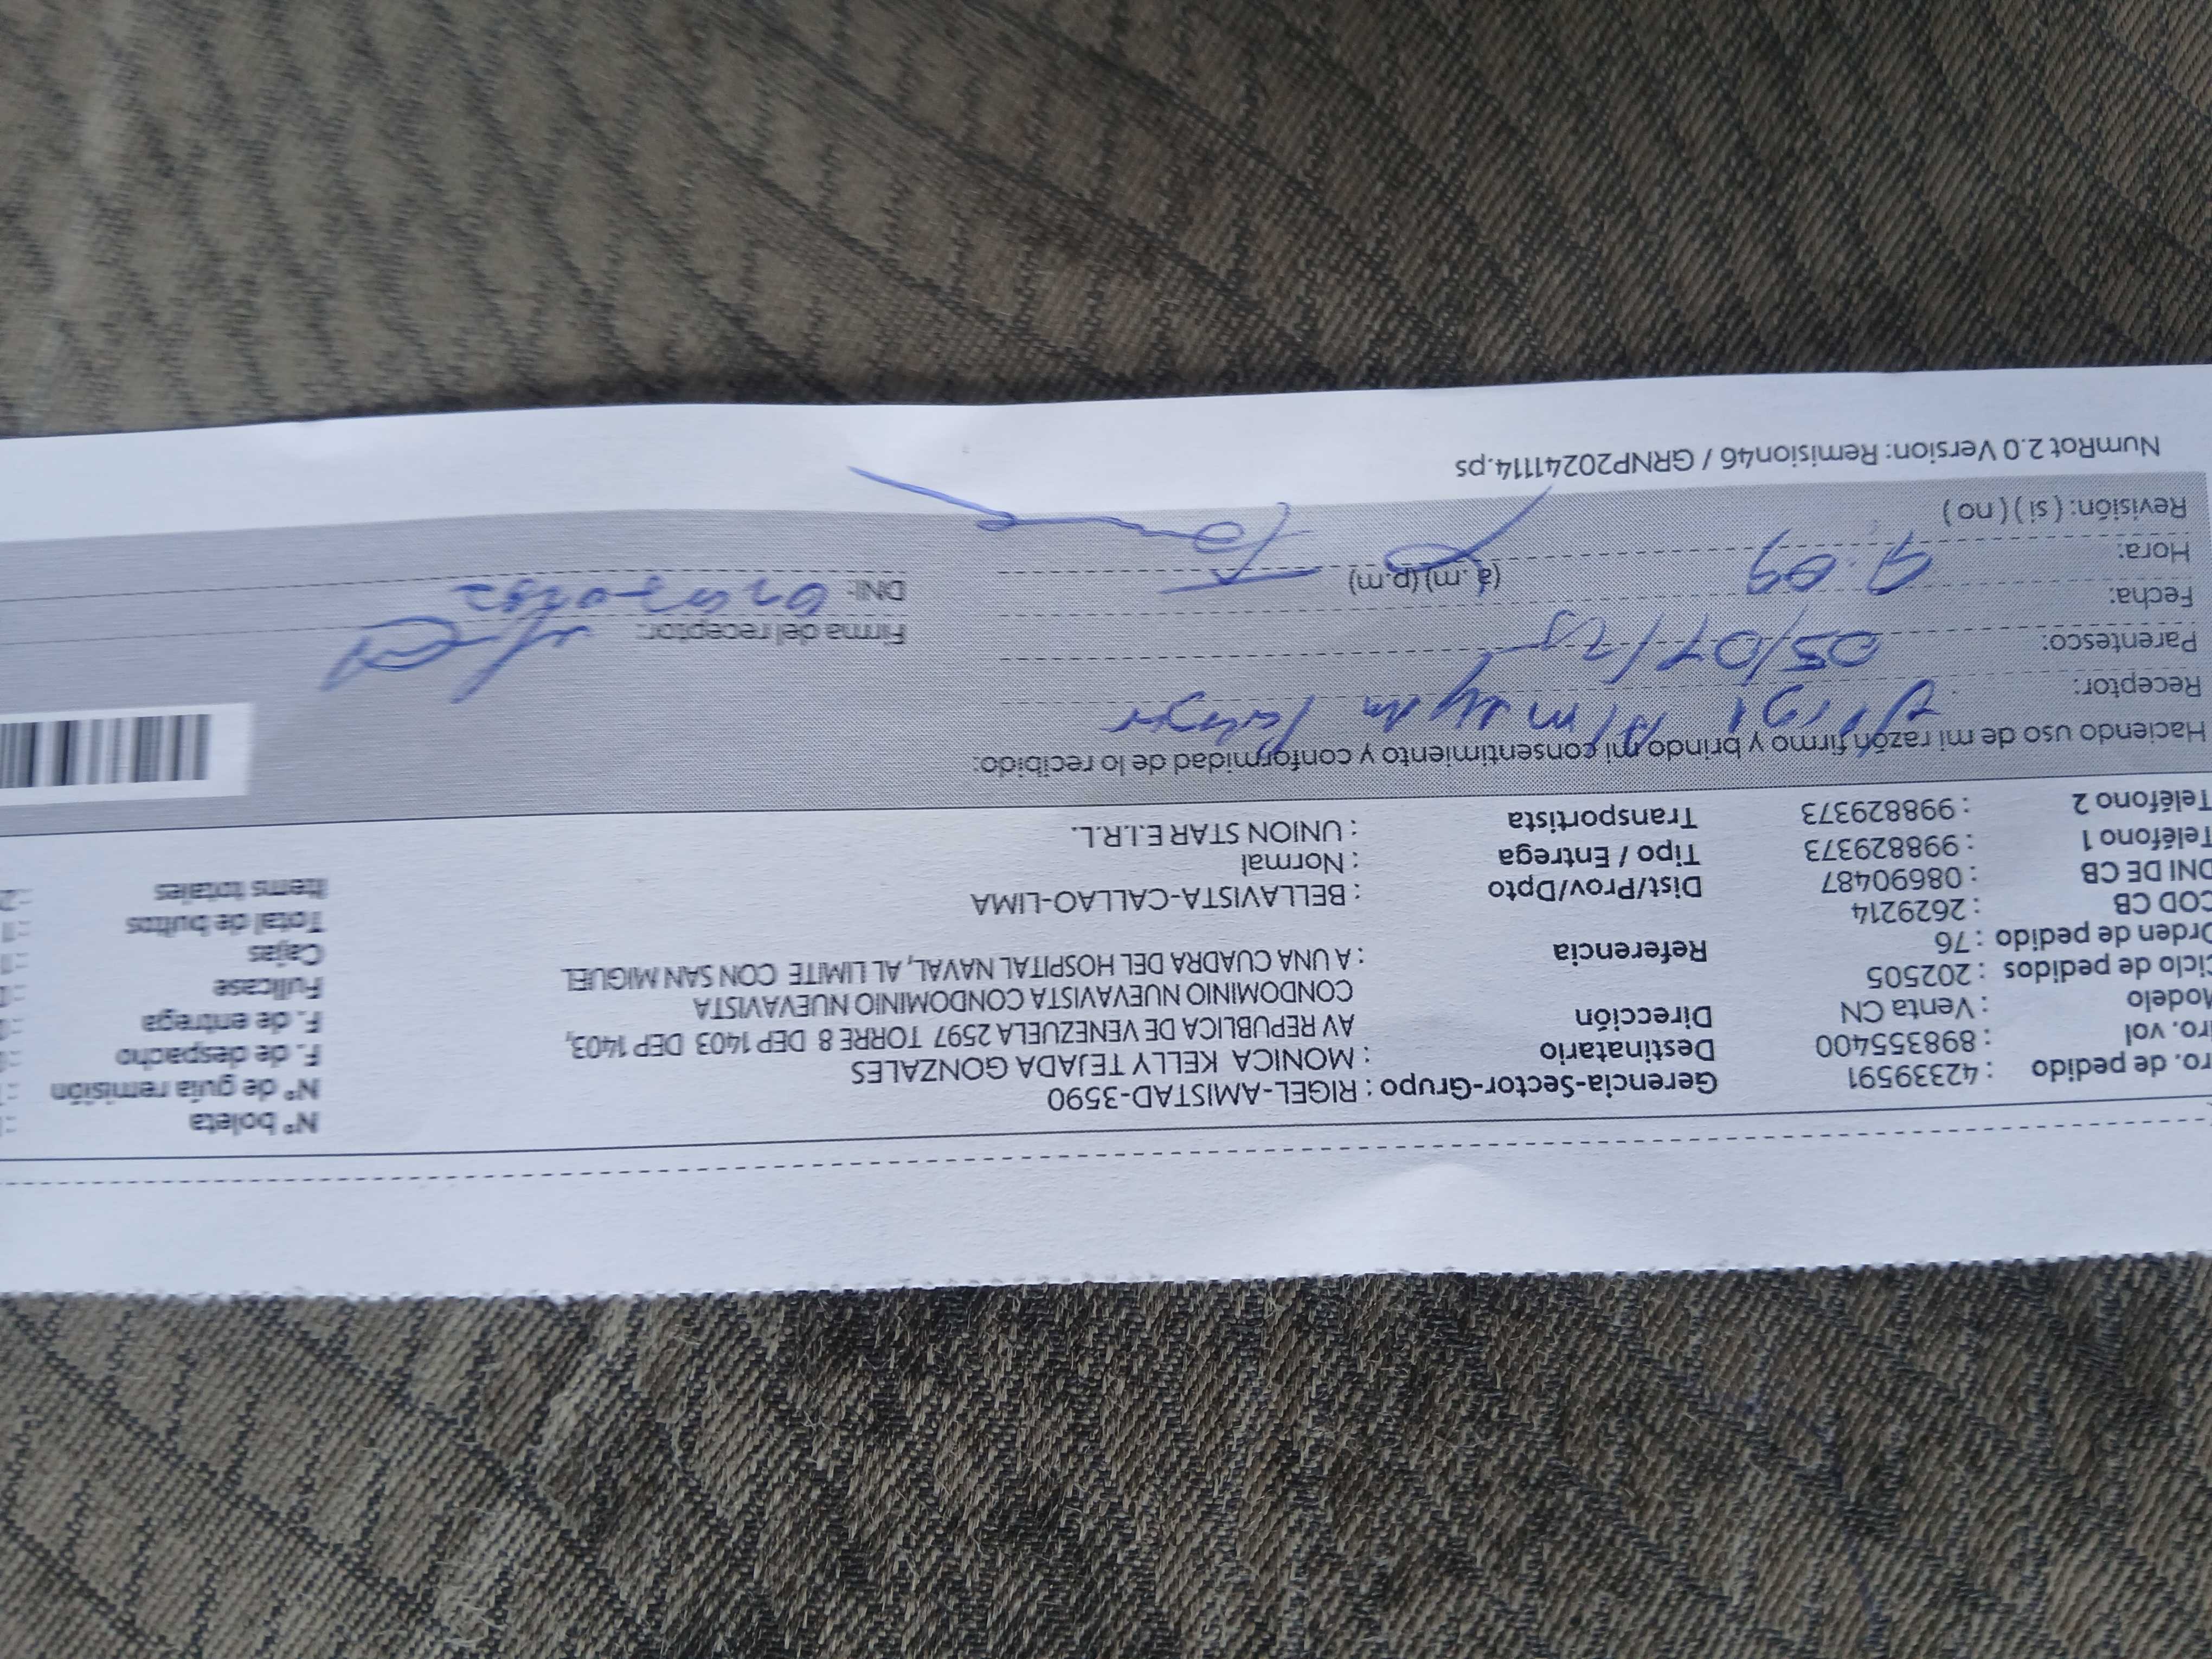 ro. de pedido : 42339591 Gerencia-Sector-Grupo : RIGEL-AMISTAD-3590 N° boleta :
ro. vol : 898355400 Destinatario : MONICA KELLY TEJADA GONZALES N° de guía remisión :
Modelo : Venta CN Dirección AV REPUBLICA DE VENEZUELA 2597 TORRE 8 DEP 1403 DEP 1403, F. de despacho :
Ciclo de pedidos : 202505 CONDOMINIO NUEVAVISTA CONDOMINIO NUEVAVISTA F. de entrega :
Orden de pedido : 76 Referencia : A UNA CUADRA DEL HOSPITAL NAVAL, AL LIMITE CON SAN MIGUEL Fullcase :
COD CB : 2629214 Cajas :
DNI DE CB : 08690487 Dist/Prov/Dpto : BELLAVISTA-CALLAO-LIMA Total de bultos :
Teléfono 1 : 998829373 Tipo / Entrega : Normal Items totales :
Teléfono 2 : 998829373 Transportista : UNION STAR E.I.R.L.
Haciendo uso de mi razón firmo y brindo mi consentimiento y conformidad de lo recibido:
Receptor:
Parentesco: 05/07/25 Firma del receptor:
Fecha: DNI:
Hora: 9:09 (a.m) (p.m)
Revisión: ( si ) ( no )
NumRot 2.0 Version: Remision46 / GRNP20241114.ps